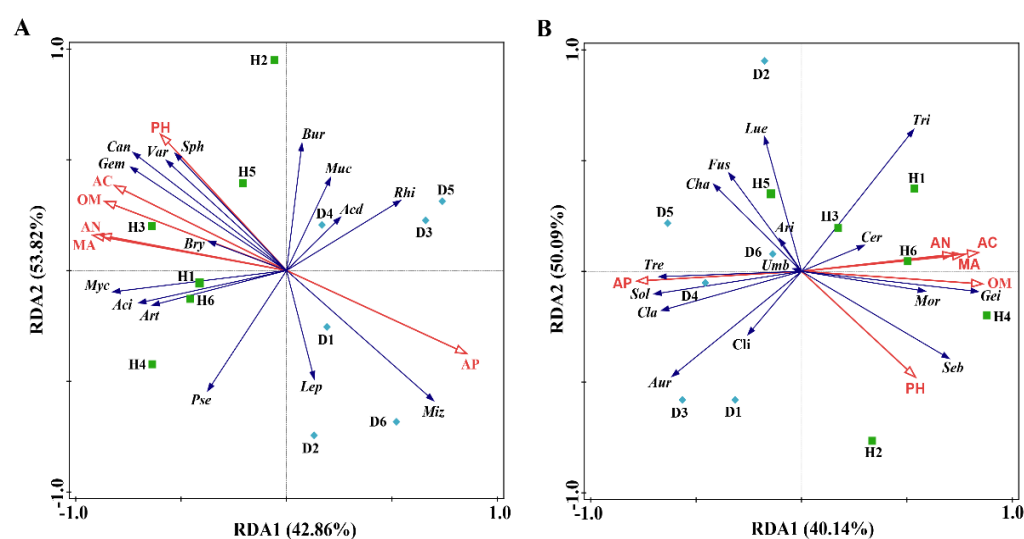 A
1.0
H2
PH
Can
Var
Sph
Bur
Gem
Muc
H5
AC
Rhi
D5
OM
D4
Acd
H3
D3
AN
MA
Bry
H1
Myc
Aci
Art
H6
D1
H4
AP
Pse
Lep
Miz
D6
D2
-1.0
-1.0
1.0
RDA1 (42.86%)
RDA2 (53.82%)
B
1.0
D2
Lue
Tri
Fus
Cha
H5
H1
D5
Ari
H3
Cer
D6
Umb
H6
AN
AC
MA
Tre
AP
Sol
D4
OM
Gei
Mor
Cla
H4
Cli
Seb
Aur
PH
D3
D1
H2
-1.0
-1.0
1.0
RDA1 (40.14%)
RDA2 (50.09%)